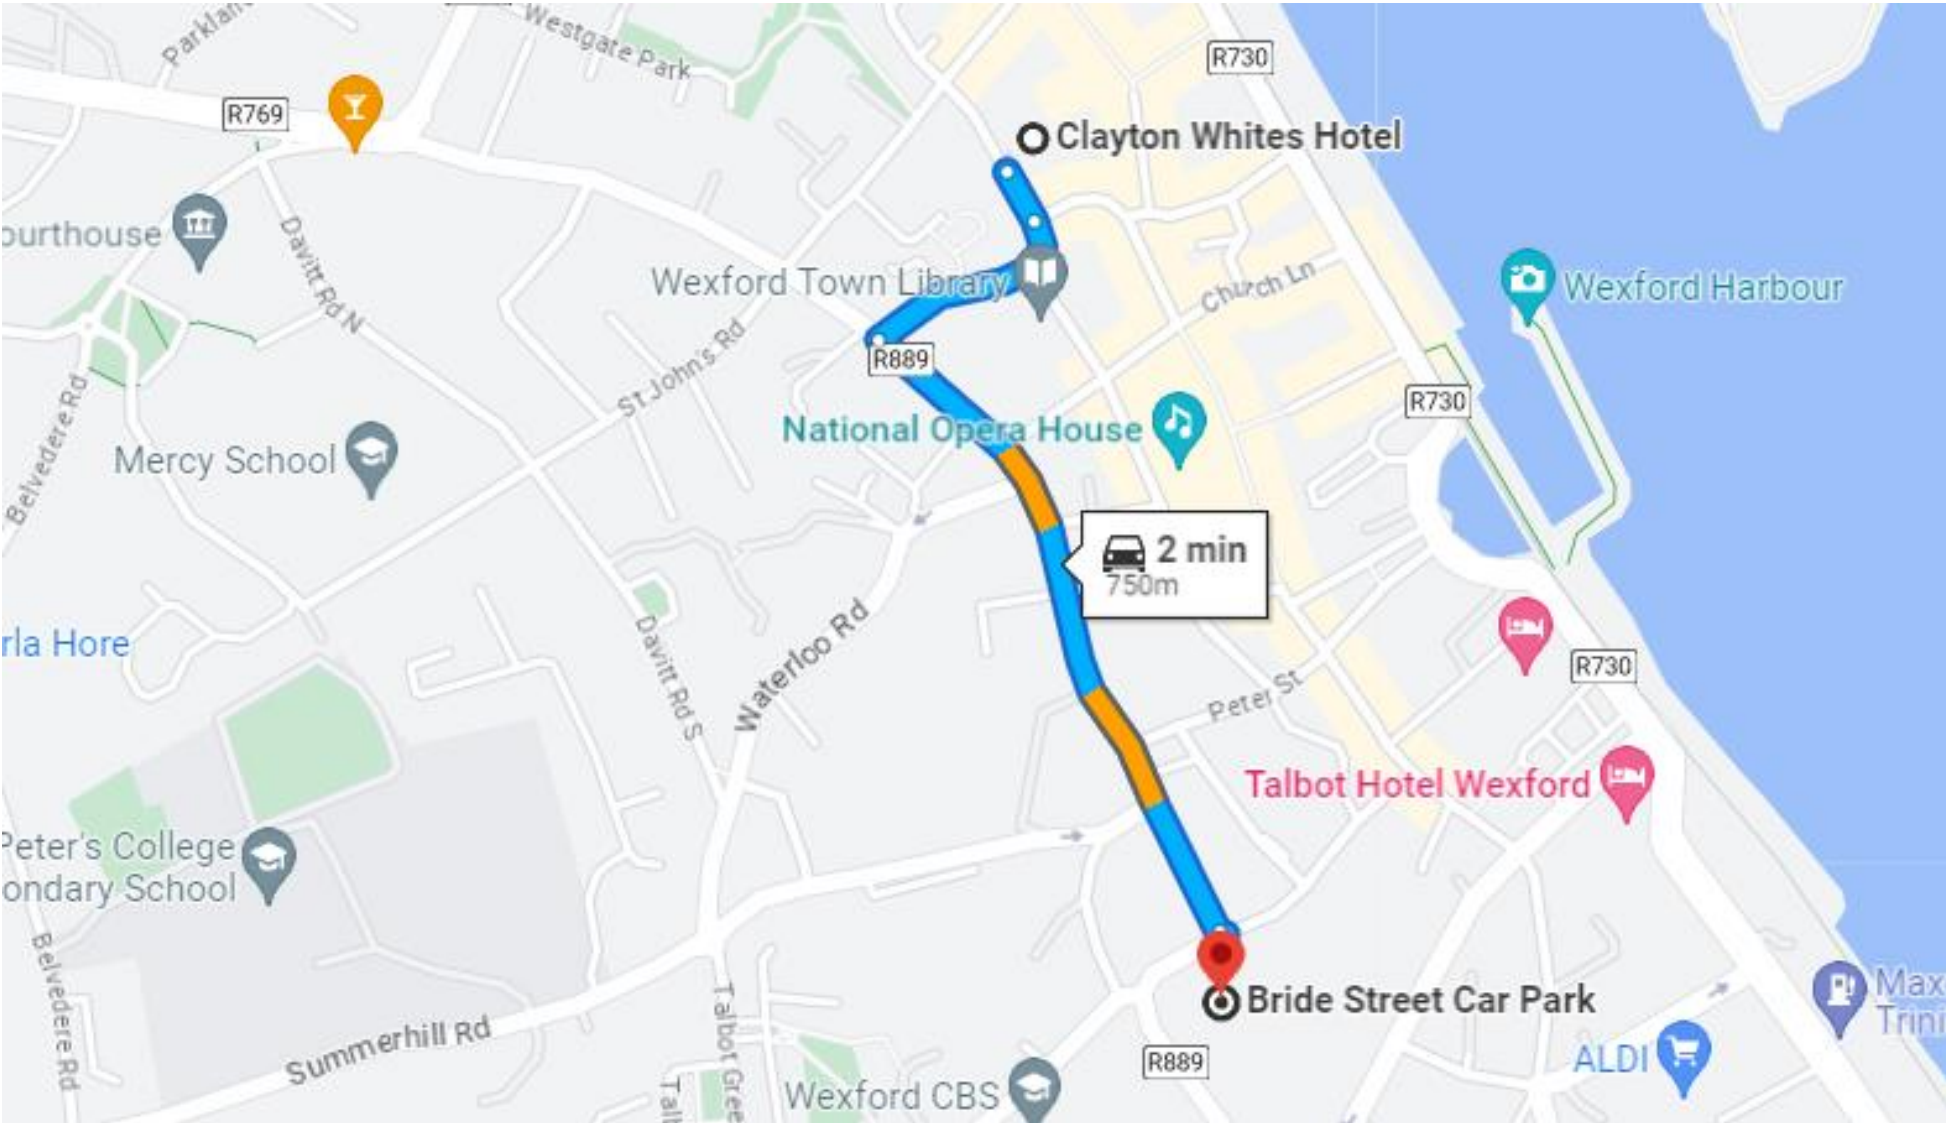 Parklan
Westgate Park
R730
R769
Clayton Whites Hotel
ourthouse
Davitt Rd N
Wexford Town Library
Church Ln
Wexford Harbour
R889
St John's Rd
Belvedere Rd
R730
National Opera House
Mercy School
2 min
750m
rla Hore
Waterloo Rd
Davitt Rd S
R730
Peter St
Talbot Hotel Wexford
Peter's College
ondary School
Belvedere Rd
Bride Street Car Park
Max
Trini
Summerhill Rd
Talbot Gree
R889
ALDI
Wexford CBS
Talb